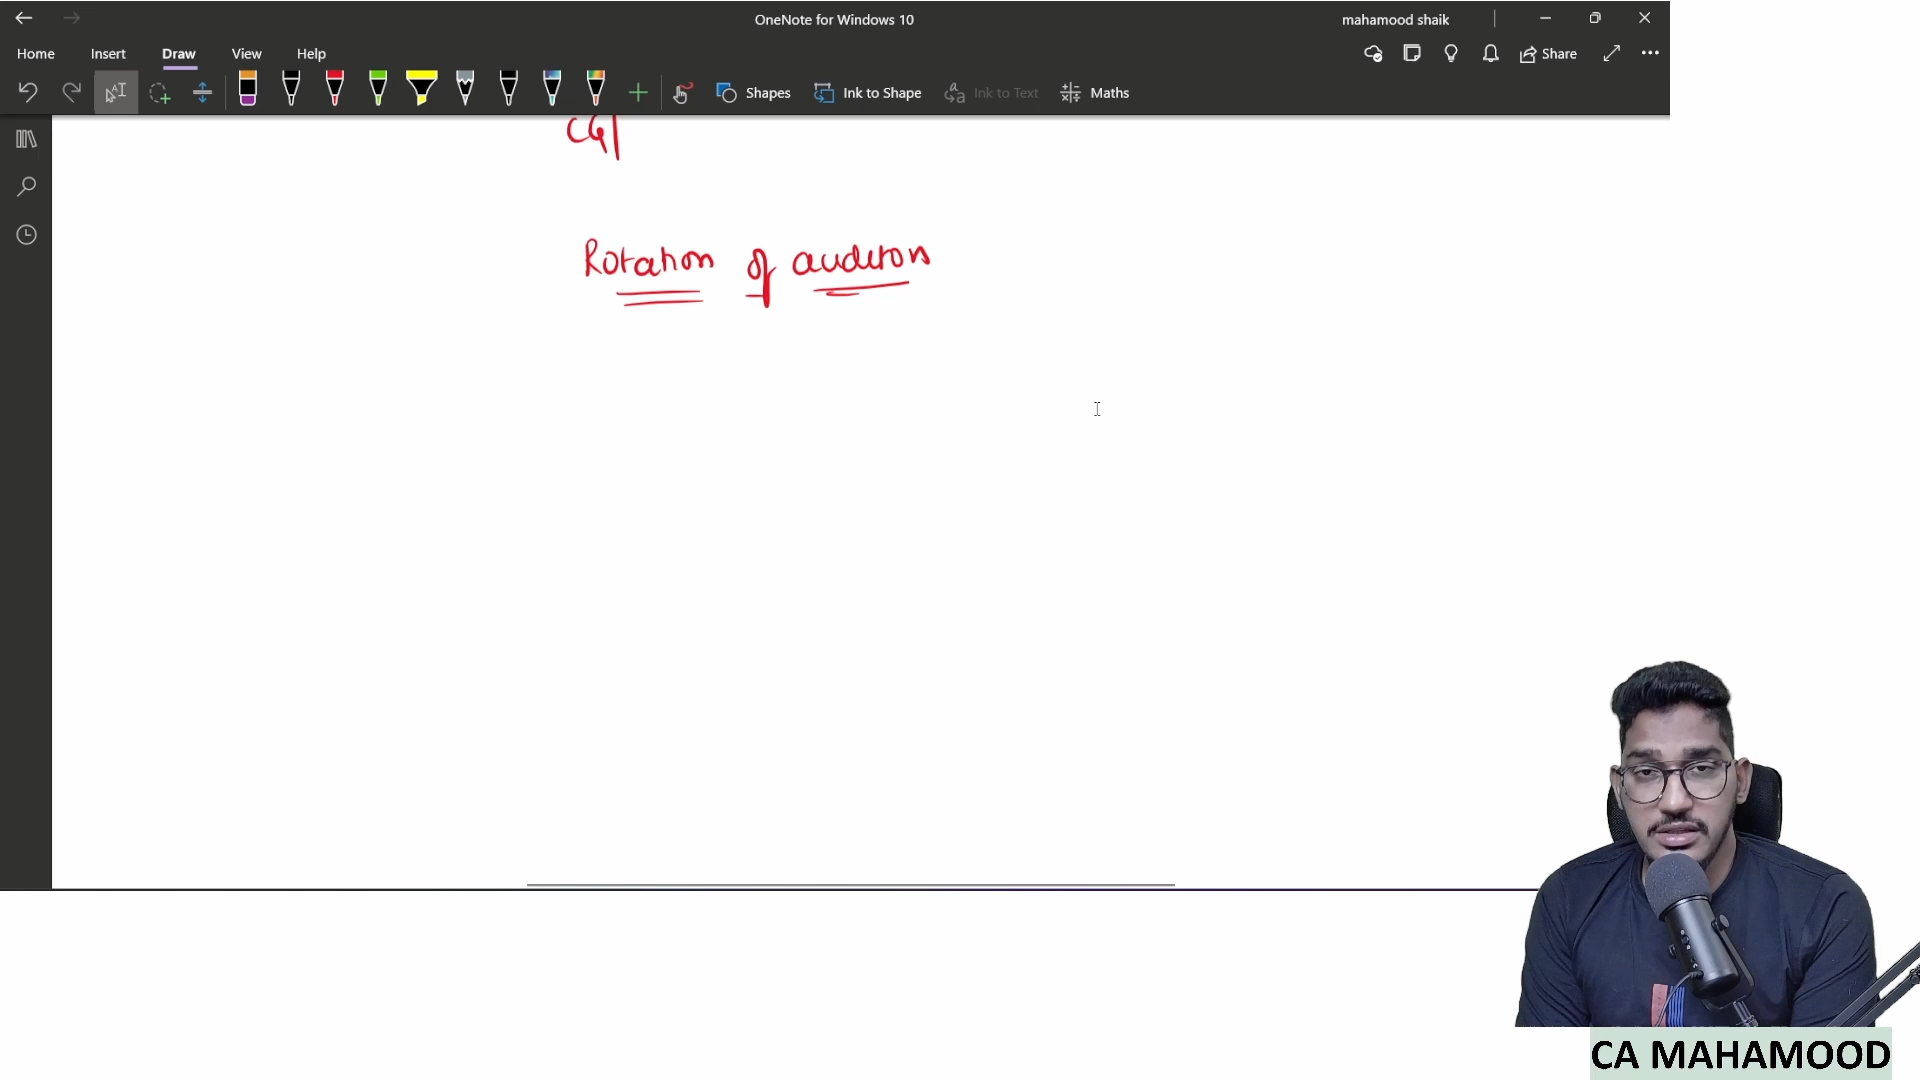 OneNote for Windows 10
mahamood shaik
Home Insert Draw View Help
Share
Shapes Ink to Shape Ink to Text Maths
CG
Rotation of auditors
CA MAHAMOOD